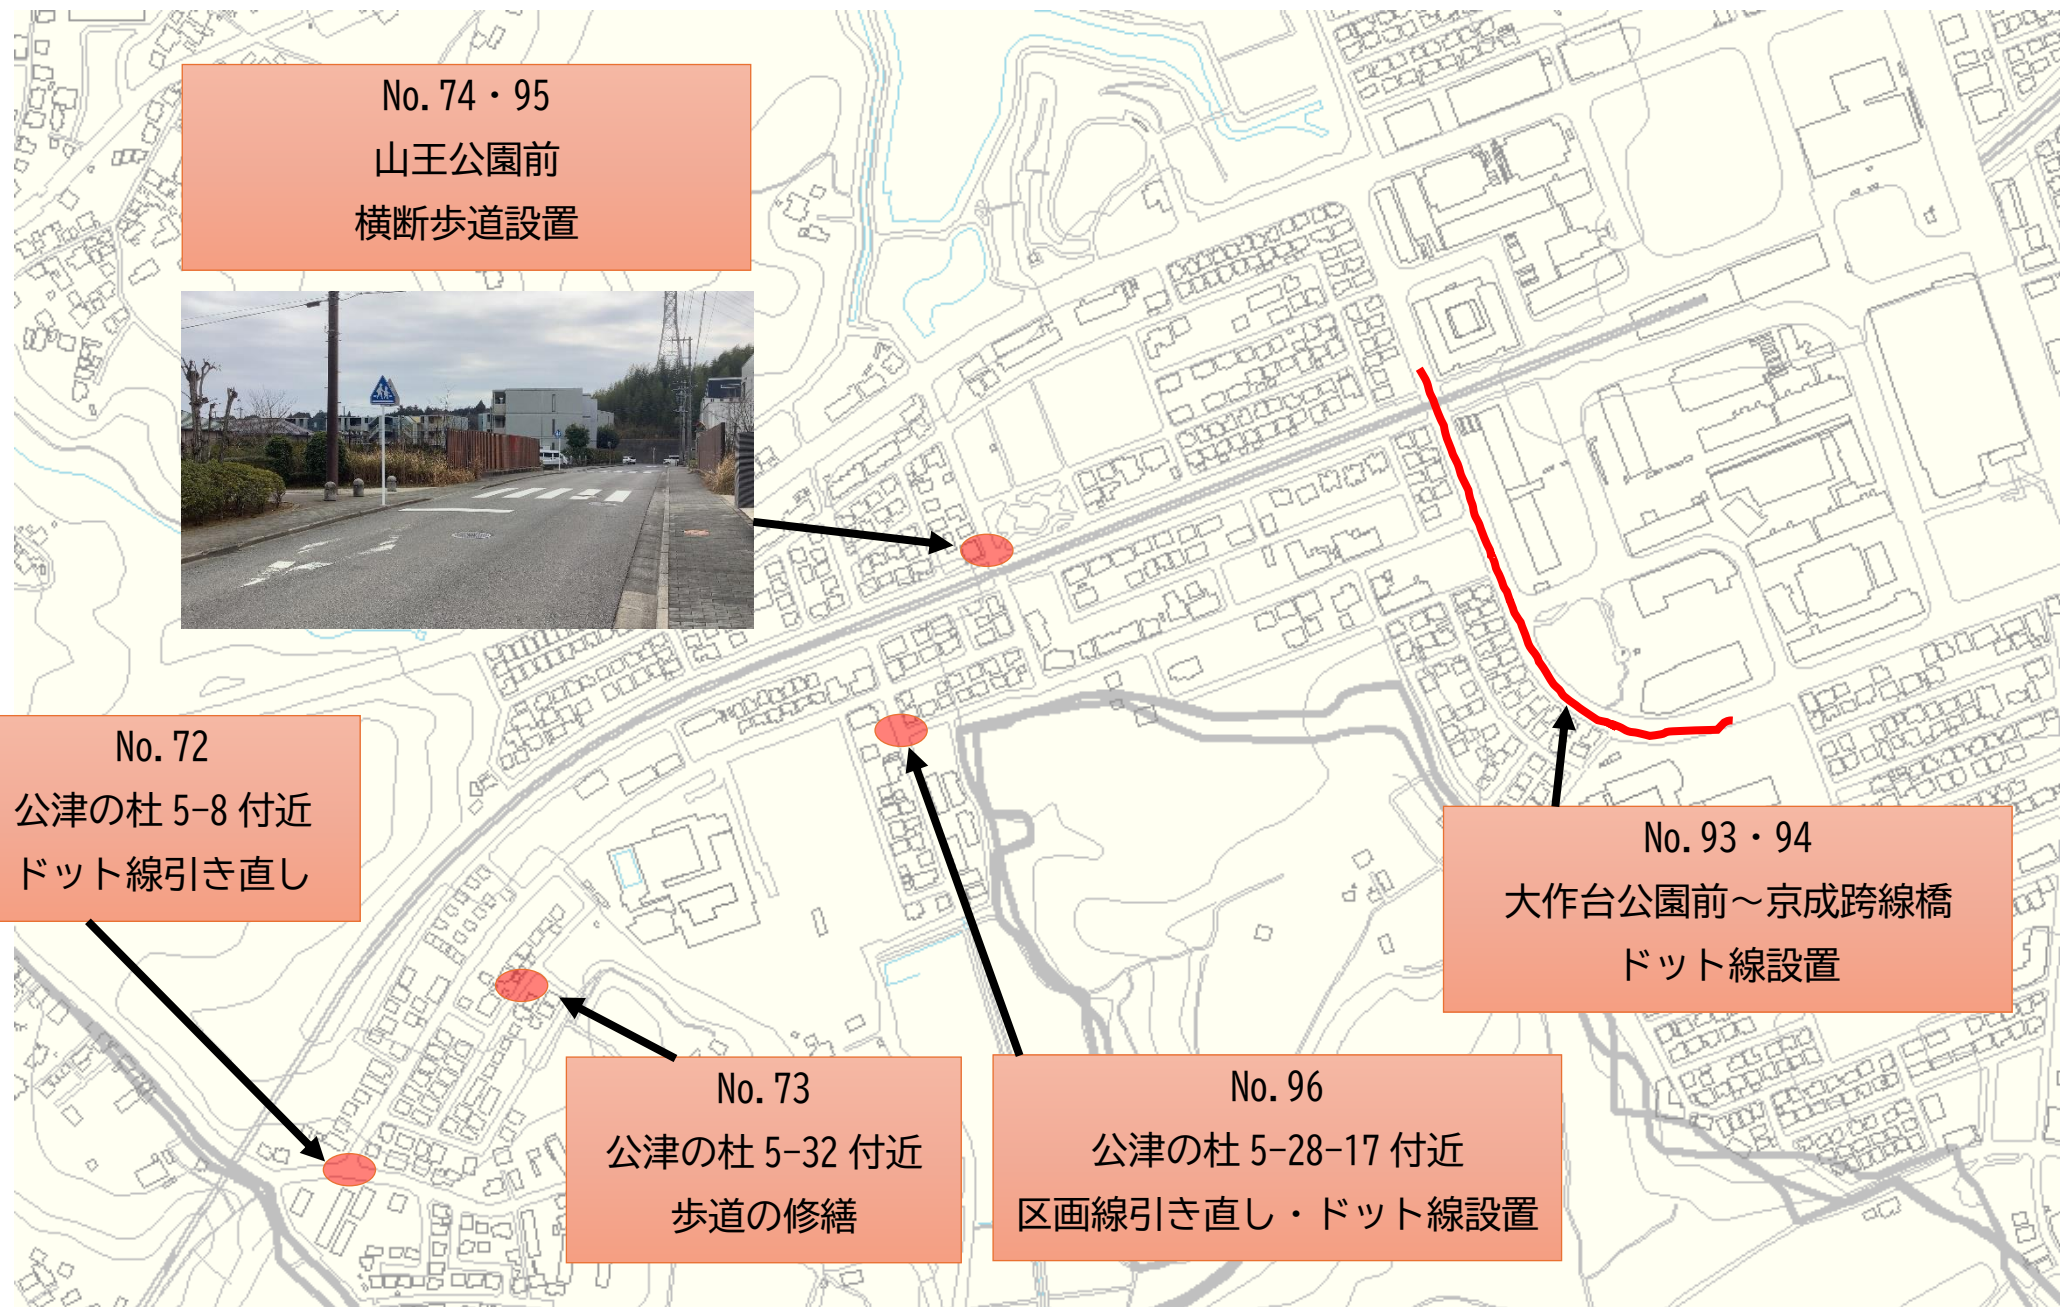 No.74・95
山王公園前
横断歩道設置
No.72
公津の杜 5-8 付近
ドット線引き直し
No.93・94
大作台公園前～京成跨線橋
ドット線設置
No.73
公津の杜 5-32 付近
歩道の修繕
No.96
公津の杜 5-28-17 付近
区画線引き直し・ドット線設置